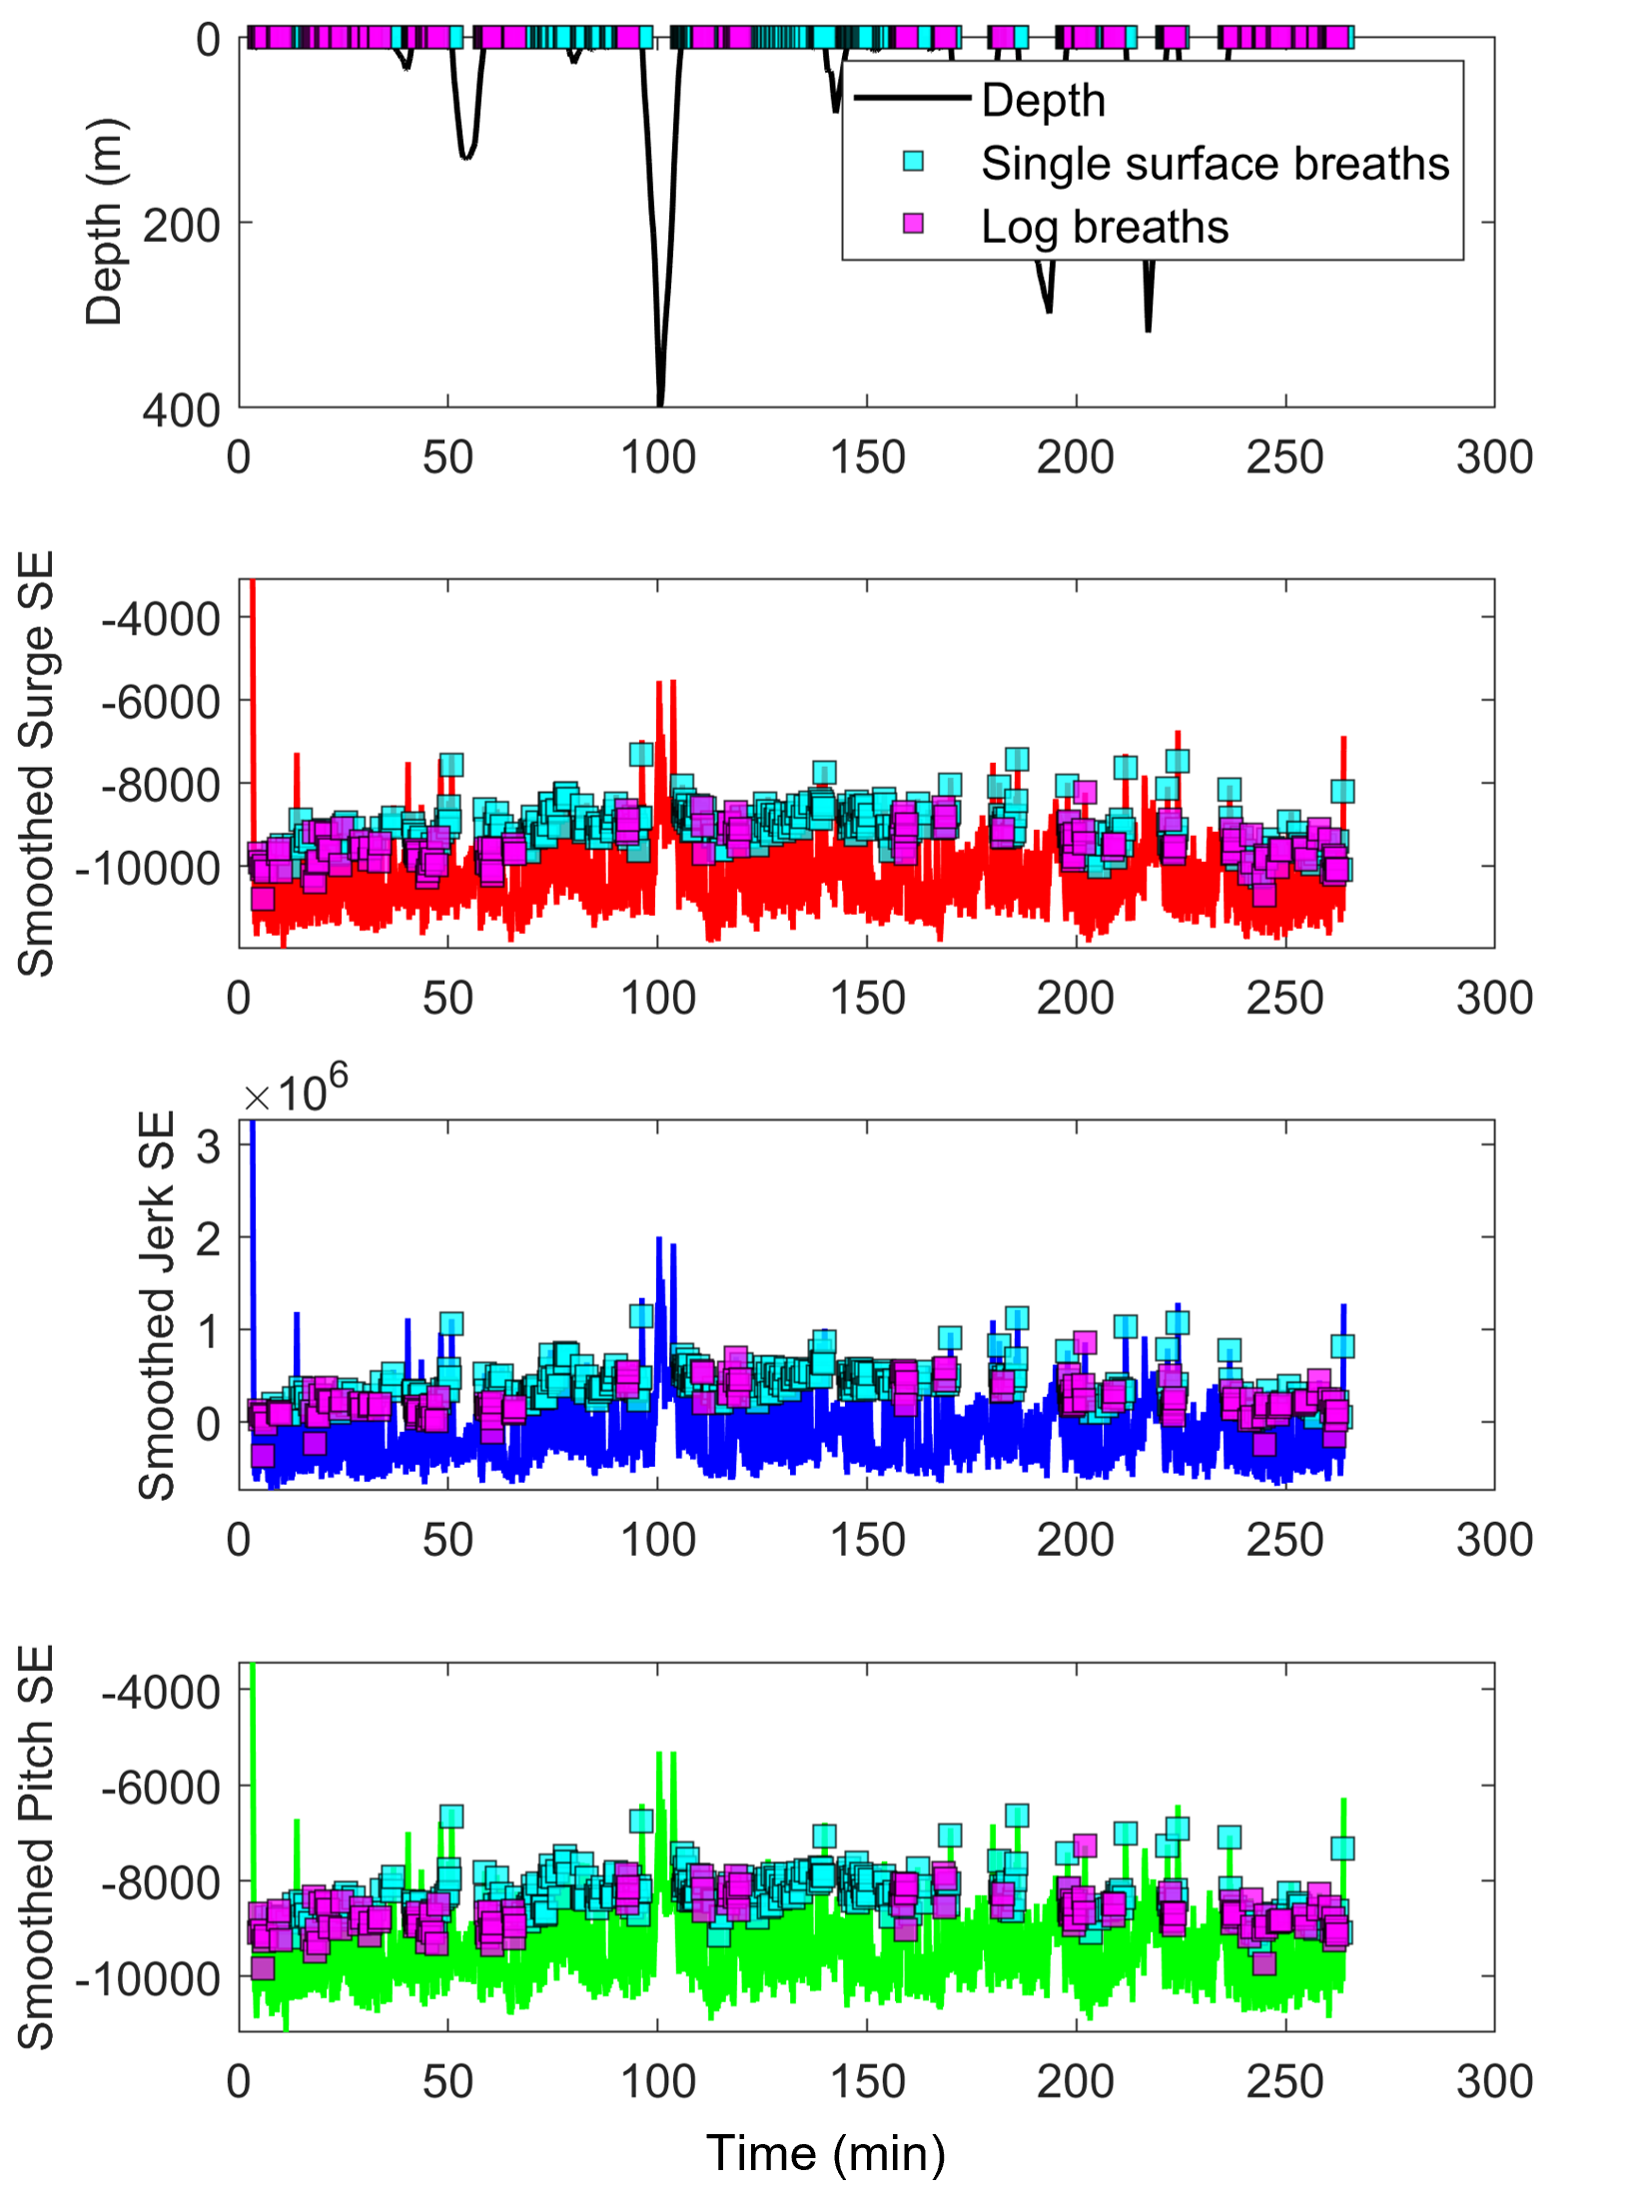 0
200
400
Depth (m)
Depth
Single surface breaths
Log breaths
0 50 100 150 200 250 300
-4000
-6000
-8000
-10000
Smoothed Surge SE
0 50 100 150 200 250 300
×10^6
3
2
1
0
Smoothed Jerk SE
0 50 100 150 200 250 300
-4000
-6000
-8000
-10000
Smoothed Pitch SE
0 50 100 150 200 250 300
Time (min)